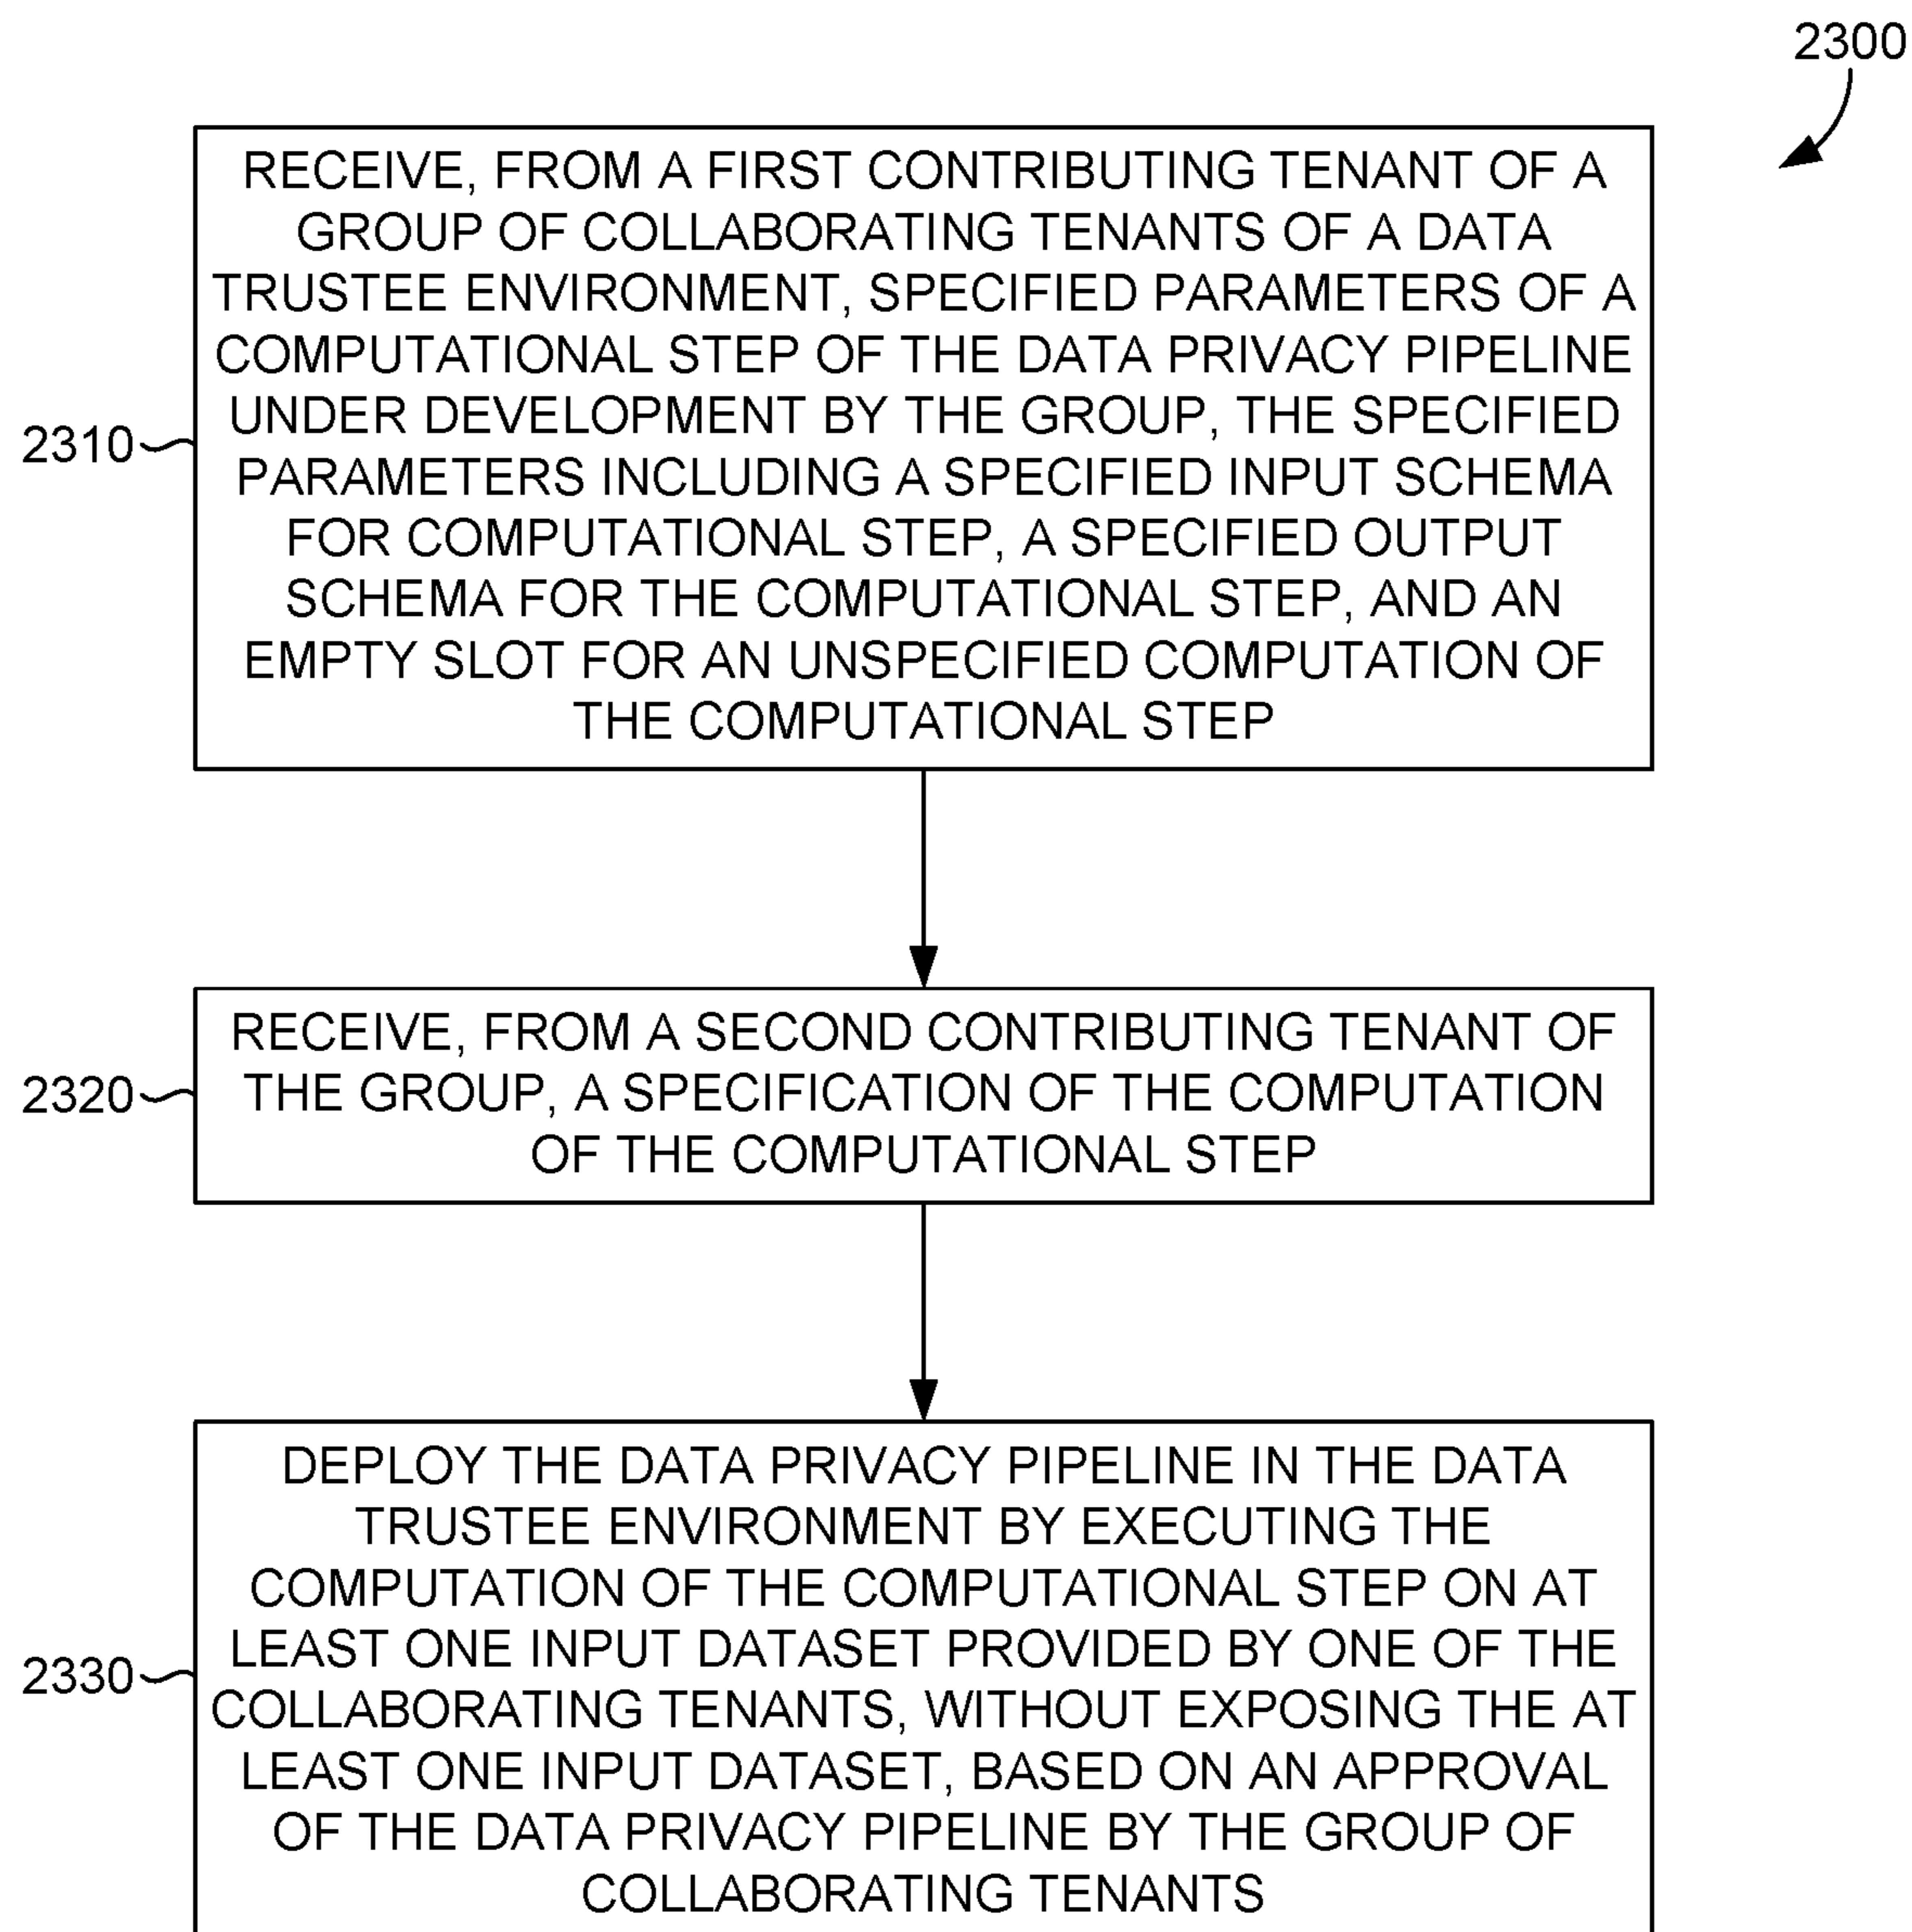 2300
RECEIVE, FROM A FIRST CONTRIBUTING TENANT OF A
GROUP OF COLLABORATING TENANTS OF A DATA
TRUSTEE ENVIRONMENT, SPECIFIED PARAMETERS OF A
COMPUTATIONAL STEP OF THE DATA PRIVACY PIPELINE
UNDER DEVELOPMENT BY THE GROUP, THE SPECIFIED
PARAMETERS INCLUDING A SPECIFIED INPUT SCHEMA
FOR COMPUTATIONAL STEP, A SPECIFIED OUTPUT
SCHEMA FOR THE COMPUTATIONAL STEP, AND AN
EMPTY SLOT FOR AN UNSPECIFIED COMPUTATION OF
THE COMPUTATIONAL STEP
2310
RECEIVE, FROM A SECOND CONTRIBUTING TENANT OF
THE GROUP, A SPECIFICATION OF THE COMPUTATION
OF THE COMPUTATIONAL STEP
2320
DEPLOY THE DATA PRIVACY PIPELINE IN THE DATA
TRUSTEE ENVIRONMENT BY EXECUTING THE
COMPUTATION OF THE COMPUTATIONAL STEP ON AT
LEAST ONE INPUT DATASET PROVIDED BY ONE OF THE
COLLABORATING TENANTS, WITHOUT EXPOSING THE AT
LEAST ONE INPUT DATASET, BASED ON AN APPROVAL
OF THE DATA PRIVACY PIPELINE BY THE GROUP OF
COLLABORATING TENANTS
2330